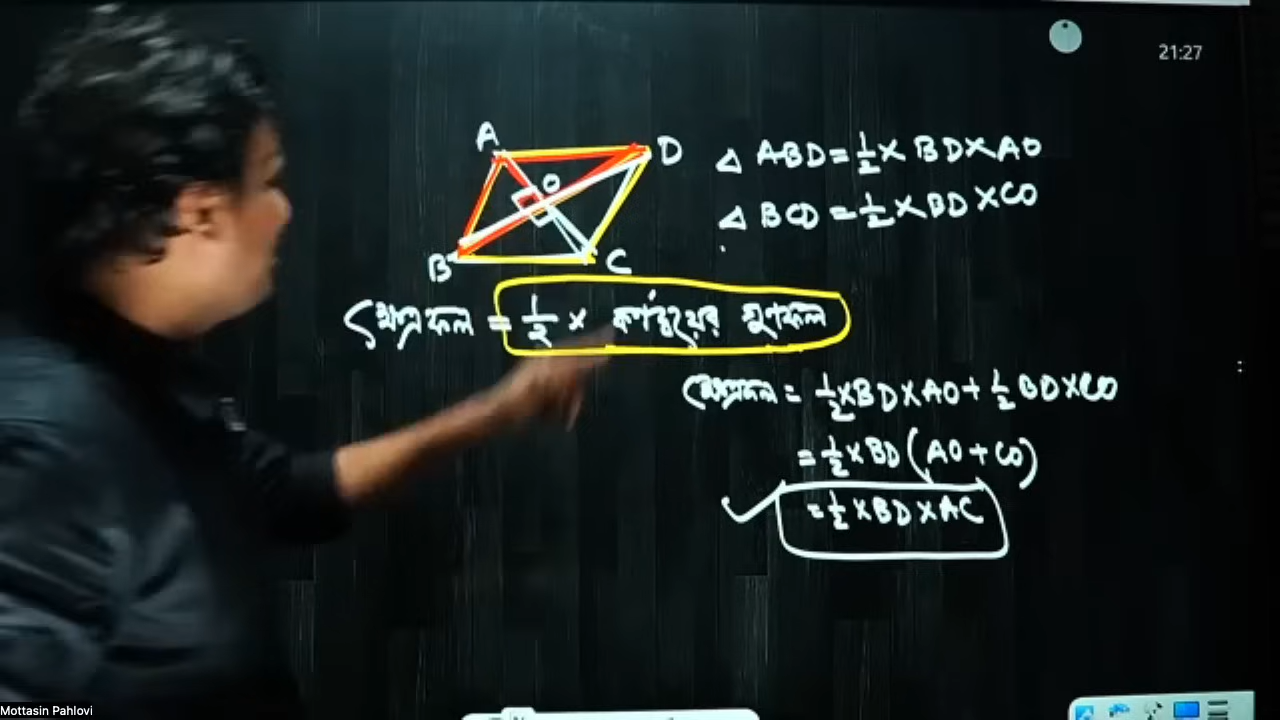 21:27
A
D
O
B
C
△ ABD = 1/2 × BD × AO
△ BCD = 1/2 × BD × CO
ক্ষেত্রফল = 1/2 × কর্ণদ্বয়ের গুণফল
ক্ষেত্রফল = 1/2 × BD × AO + 1/2 BD × CO
= 1/2 × BD (AO + CO)
= 1/2 × BD × AC
Mottasin Pahlovi